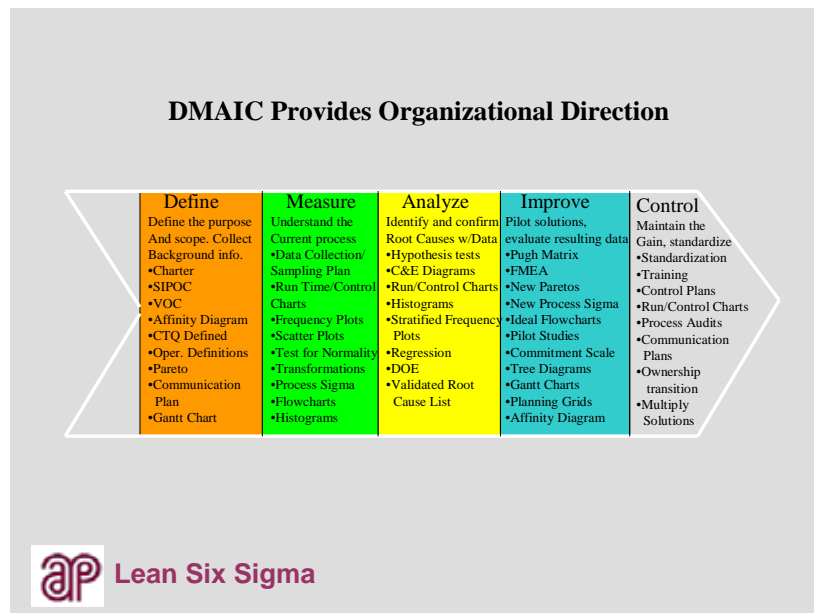 DMAIC Provides Organizational Direction
Define
Define the purpose
And scope. Collect
Background info.
•Charter
•SIPOC
•VOC
•Affinity Diagram
•CTQ Defined
•Oper. Definitions
•Pareto
•Communication
Plan
•Gantt Chart
Measure
Understand the
Current process
•Data Collection/
Sampling Plan
•Run Time/Control
Charts
•Frequency Plots
•Scatter Plots
•Test for Normality
•Transformations
•Process Sigma
•Flowcharts
•Histograms
Analyze
Identify and confirm
Root Causes w/Data
•Hypothesis tests
•C&E Diagrams
•Run/Control Charts
•Histograms
•Stratified Frequency
Plots
•Regression
•DOE
•Validated Root
Cause List
Improve
Pilot solutions,
evaluate resulting data
•Pugh Matrix
•FMEA
•New Paretos
•New Process Sigma
•Ideal Flowcharts
•Pilot Studies
•Commitment Scale
•Tree Diagrams
•Gantt Charts
•Planning Grids
•Affinity Diagram
Control
Maintain the
Gain, standardize
•Standardization
•Training
•Control Plans
•Run/Control Charts
•Process Audits
•Communication
Plans
•Ownership
transition
•Multiply
Solutions
ap
Lean Six Sigma